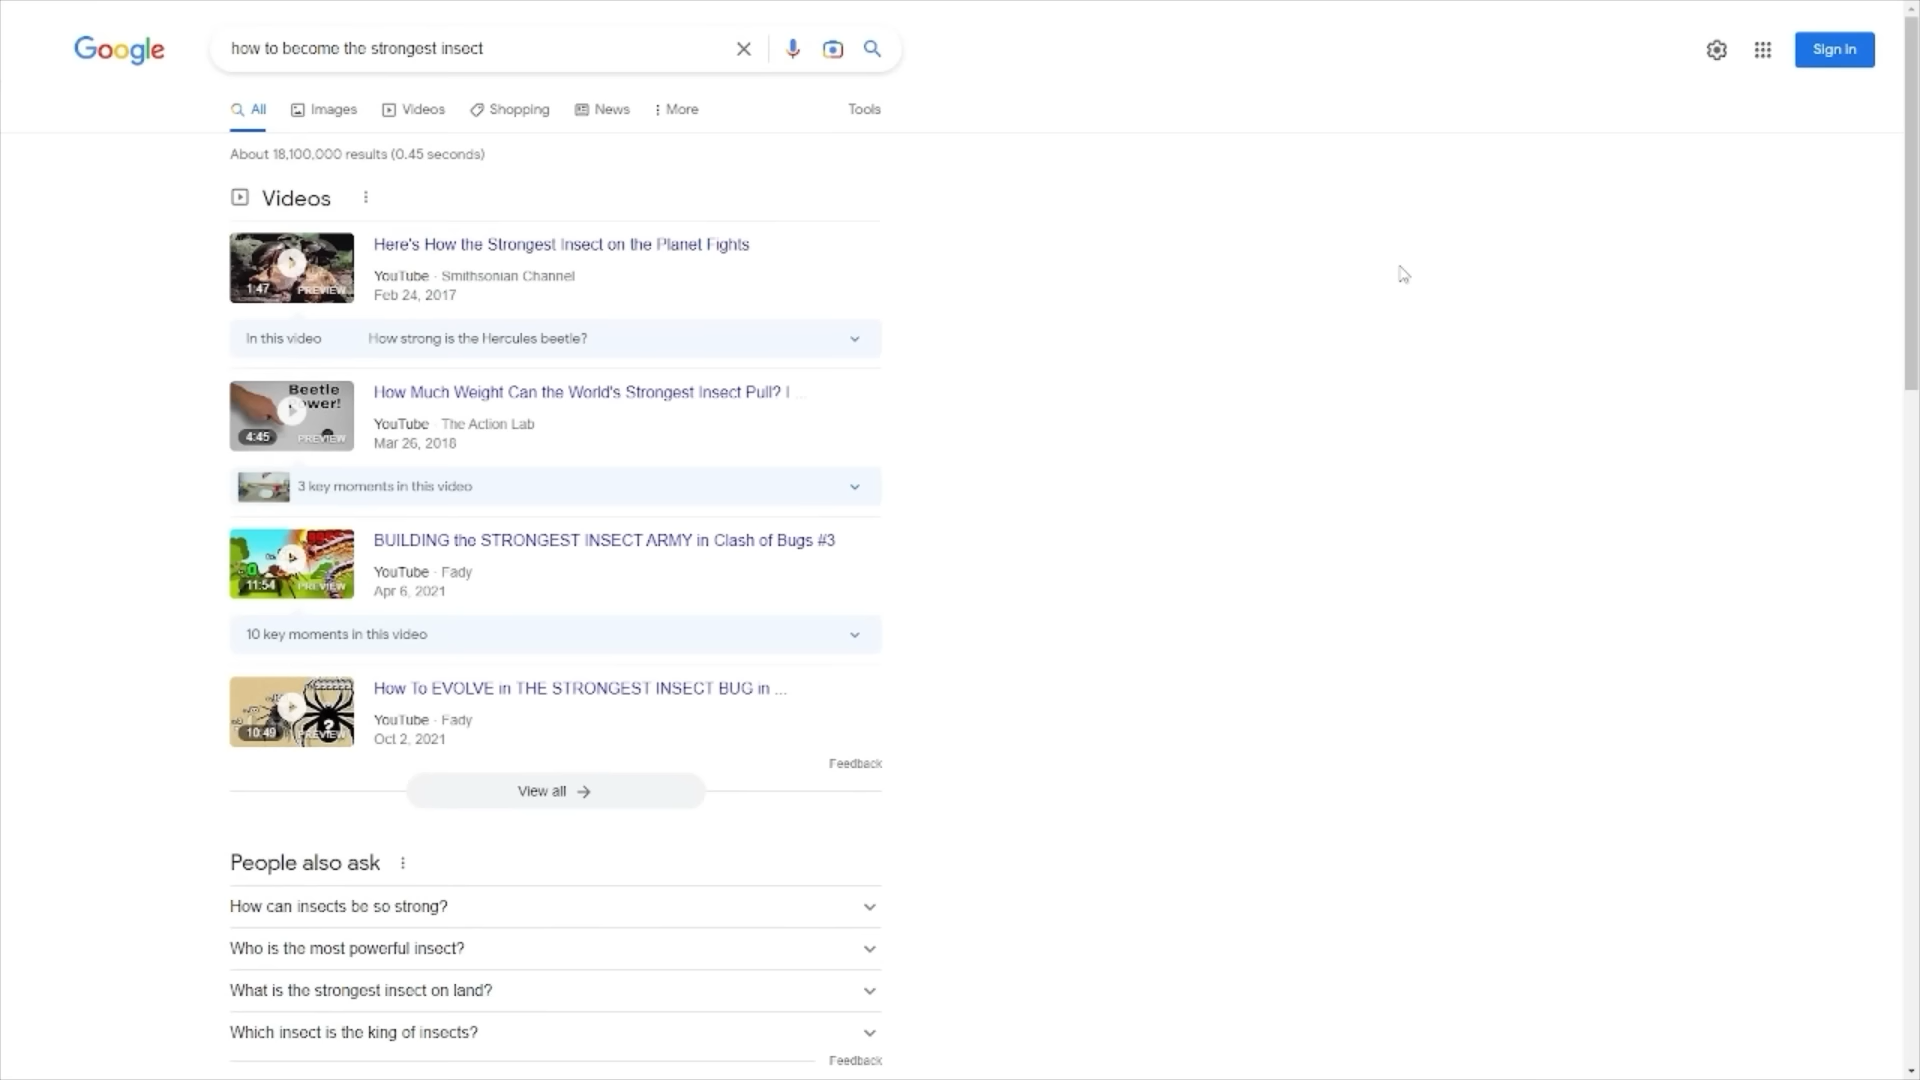 Google
how to become the strongest insect
Sign in
All
Images
Videos
Shopping
News
More
Tools
About 18,100,000 results (0.45 seconds)
Videos
Here's How the Strongest Insect on the Planet Fights
YouTube · Smithsonian Channel
Feb 24, 2017
1:47 PREVIEW
In this video How strong is the Hercules beetle?
Beetle
ower!
How Much Weight Can the World's Strongest Insect Pull? | ...
YouTube · The Action Lab
Mar 26, 2018
4:45 PREVIEW
3 key moments in this video
BUILDING the STRONGEST INSECT ARMY in Clash of Bugs #3
YouTube · Fady
Apr 6, 2021
11:54 PREVIEW
10 key moments in this video
How To EVOLVE in THE STRONGEST INSECT BUG in ...
YouTube · Fady
Oct 2, 2021
10:49 PREVIEW
Feedback
View all
People also ask
How can insects be so strong?
Who is the most powerful insect?
What is the strongest insect on land?
Which insect is the king of insects?
Feedback